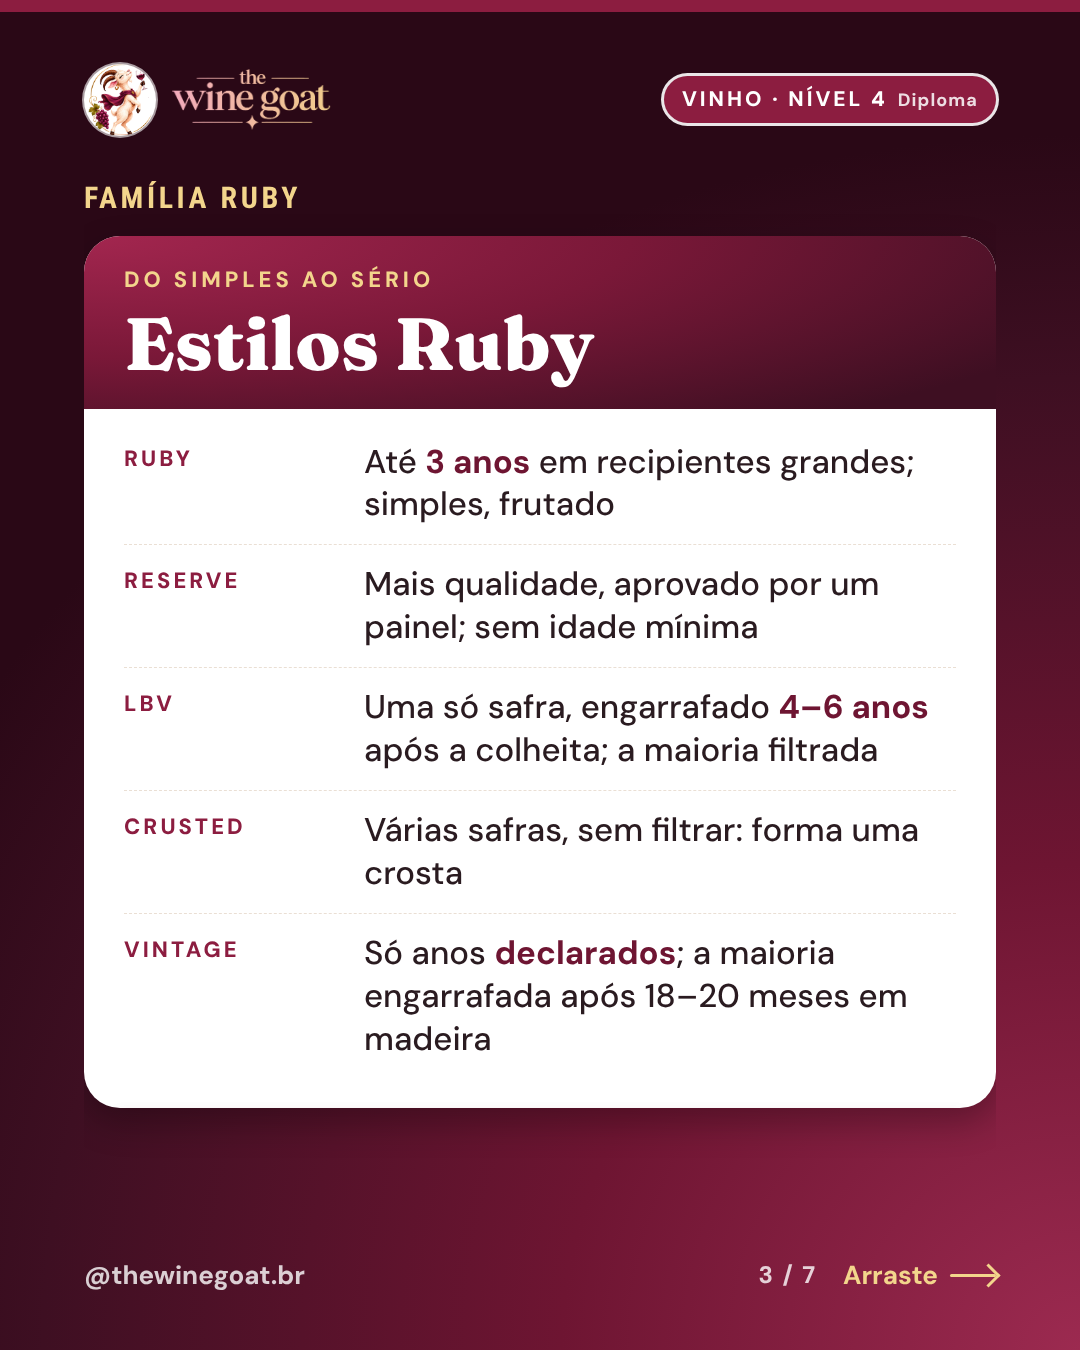 the
wine goat
VINHO · NÍVEL 4 Diploma
FAMÍLIA RUBY
DO SIMPLES AO SÉRIO
Estilos Ruby
RUBY
Até 3 anos em recipientes grandes;
simples, frutado
RESERVE
Mais qualidade, aprovado por um
painel; sem idade mínima
LBV
Uma só safra, engarrafado 4–6 anos
após a colheita; a maioria filtrada
CRUSTED
Várias safras, sem filtrar: forma uma
crosta
VINTAGE
Só anos declarados; a maioria
engarrafada após 18–20 meses em
madeira
@thewinegoat.br
3 / 7 Arraste